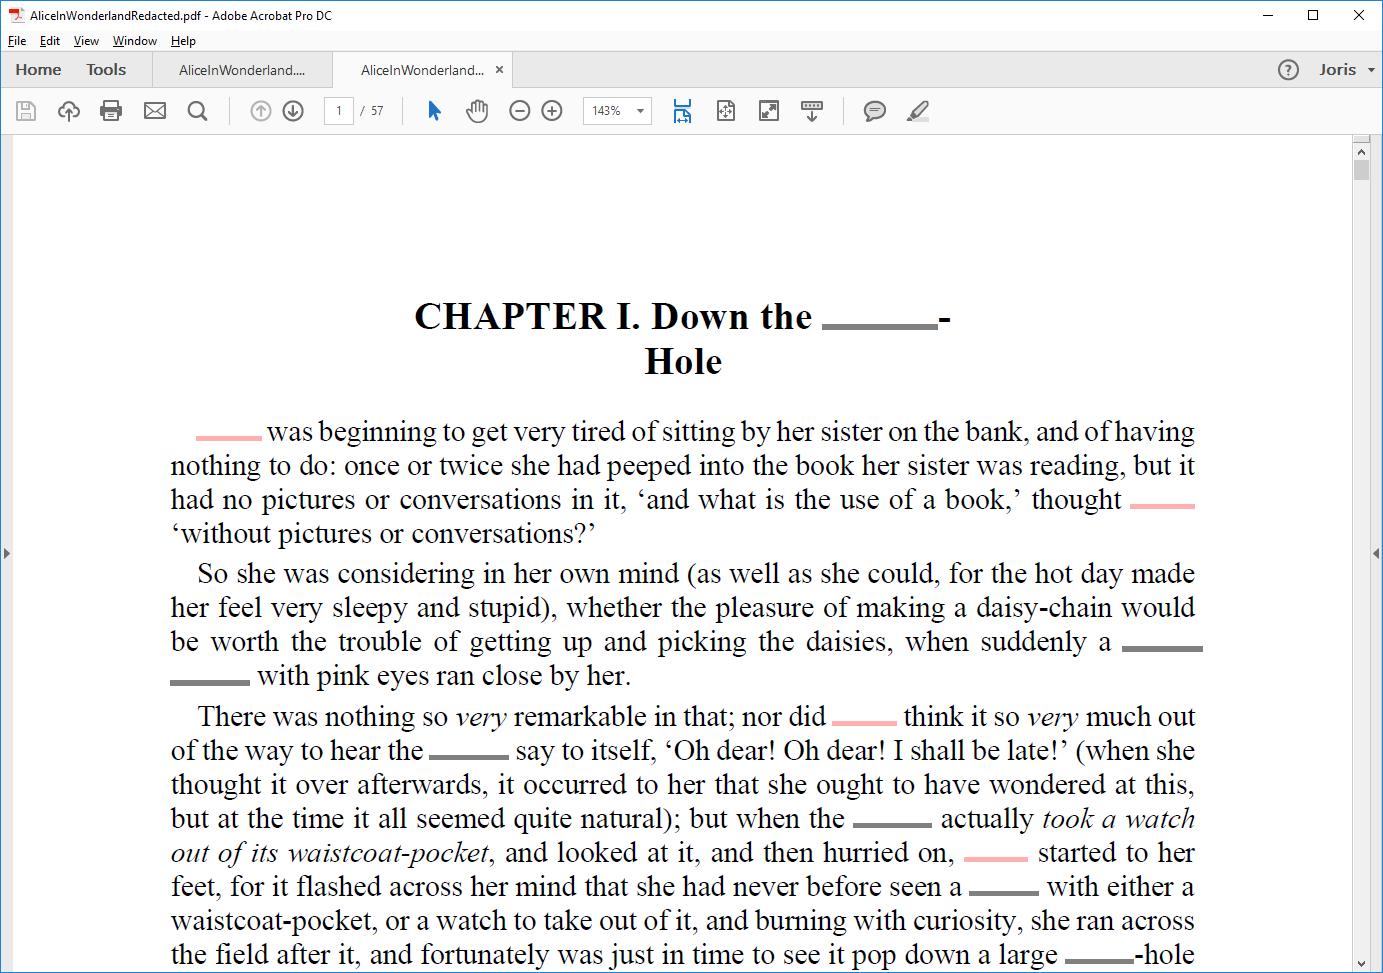 AliceInWonderlandRedacted.pdf - Adobe Acrobat Pro DC
File Edit View Window Help
Home Tools AliceInWonderland.... AliceInWonderland... × ? Joris
1 / 57 143%
CHAPTER I. Down the -
Hole
was beginning to get very tired of sitting by her sister on the bank, and of having
nothing to do: once or twice she had peeped into the book her sister was reading, but it
had no pictures or conversations in it, ‘and what is the use of a book,’ thought
‘without pictures or conversations?’
So she was considering in her own mind (as well as she could, for the hot day made
her feel very sleepy and stupid), whether the pleasure of making a daisy-chain would
be worth the trouble of getting up and picking the daisies, when suddenly a
with pink eyes ran close by her.
There was nothing so very remarkable in that; nor did think it so very much out
of the way to hear the say to itself, ‘Oh dear! Oh dear! I shall be late!’ (when she
thought it over afterwards, it occurred to her that she ought to have wondered at this,
but at the time it all seemed quite natural); but when the actually took a watch
out of its waistcoat-pocket, and looked at it, and then hurried on, started to her
feet, for it flashed across her mind that she had never before seen a with either a
waistcoat-pocket, or a watch to take out of it, and burning with curiosity, she ran across
the field after it, and fortunately was just in time to see it pop down a large -hole